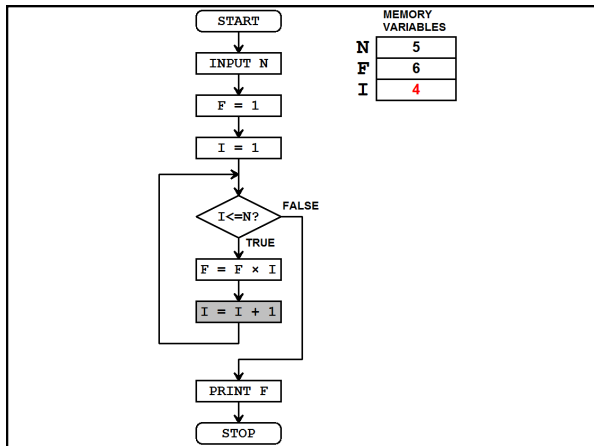 START
INPUT N
F = 1
I = 1
I<=N?
FALSE
TRUE
F = F × I
I = I + 1
PRINT F
STOP
MEMORY
VARIABLES
N 5
F 6
I 4